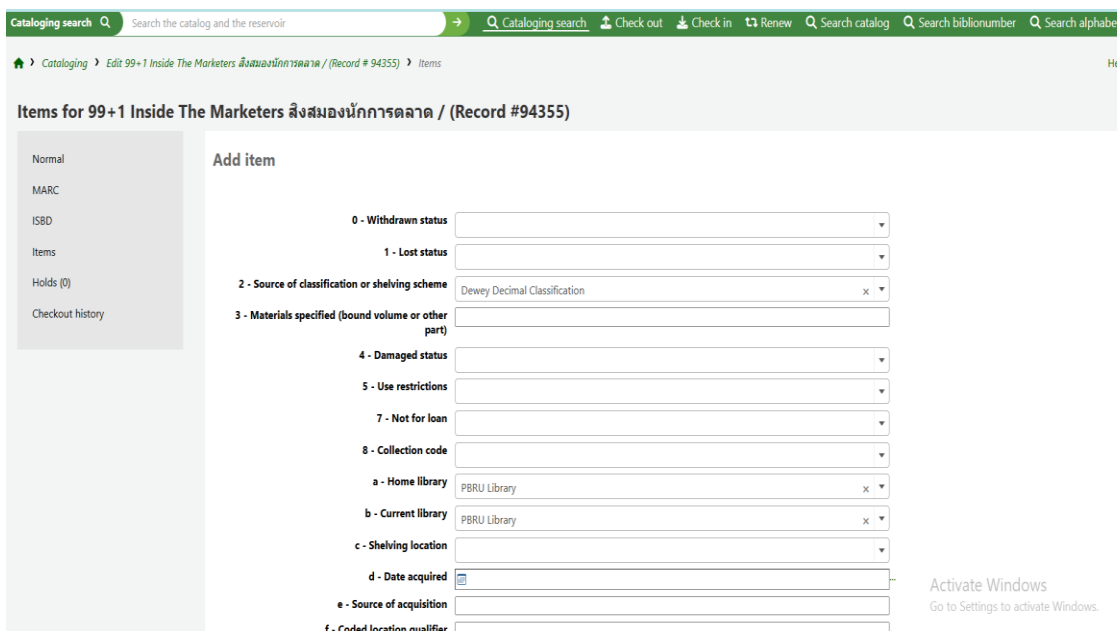 Cataloging search Search the catalog and the reservoir → Cataloging search Check out Check in Renew Search catalog Search biblionumber Search alphabe
Cataloging › Edit 99+1 Inside The Marketers สิงสมองนักการตลาด / (Record # 94355) › Items He
Items for 99+1 Inside The Marketers สิงสมองนักการตลาด / (Record #94355)
Normal
MARC
ISBD
Items
Holds (0)
Checkout history
Add item
0 - Withdrawn status
1 - Lost status
2 - Source of classification or shelving scheme Dewey Decimal Classification x
3 - Materials specified (bound volume or other
part)
4 - Damaged status
5 - Use restrictions
7 - Not for loan
8 - Collection code
a - Home library PBRU Library x
b - Current library PBRU Library x
c - Shelving location
d - Date acquired ...
e - Source of acquisition
f - Coded location qualifier
Activate Windows
Go to Settings to activate Windows.